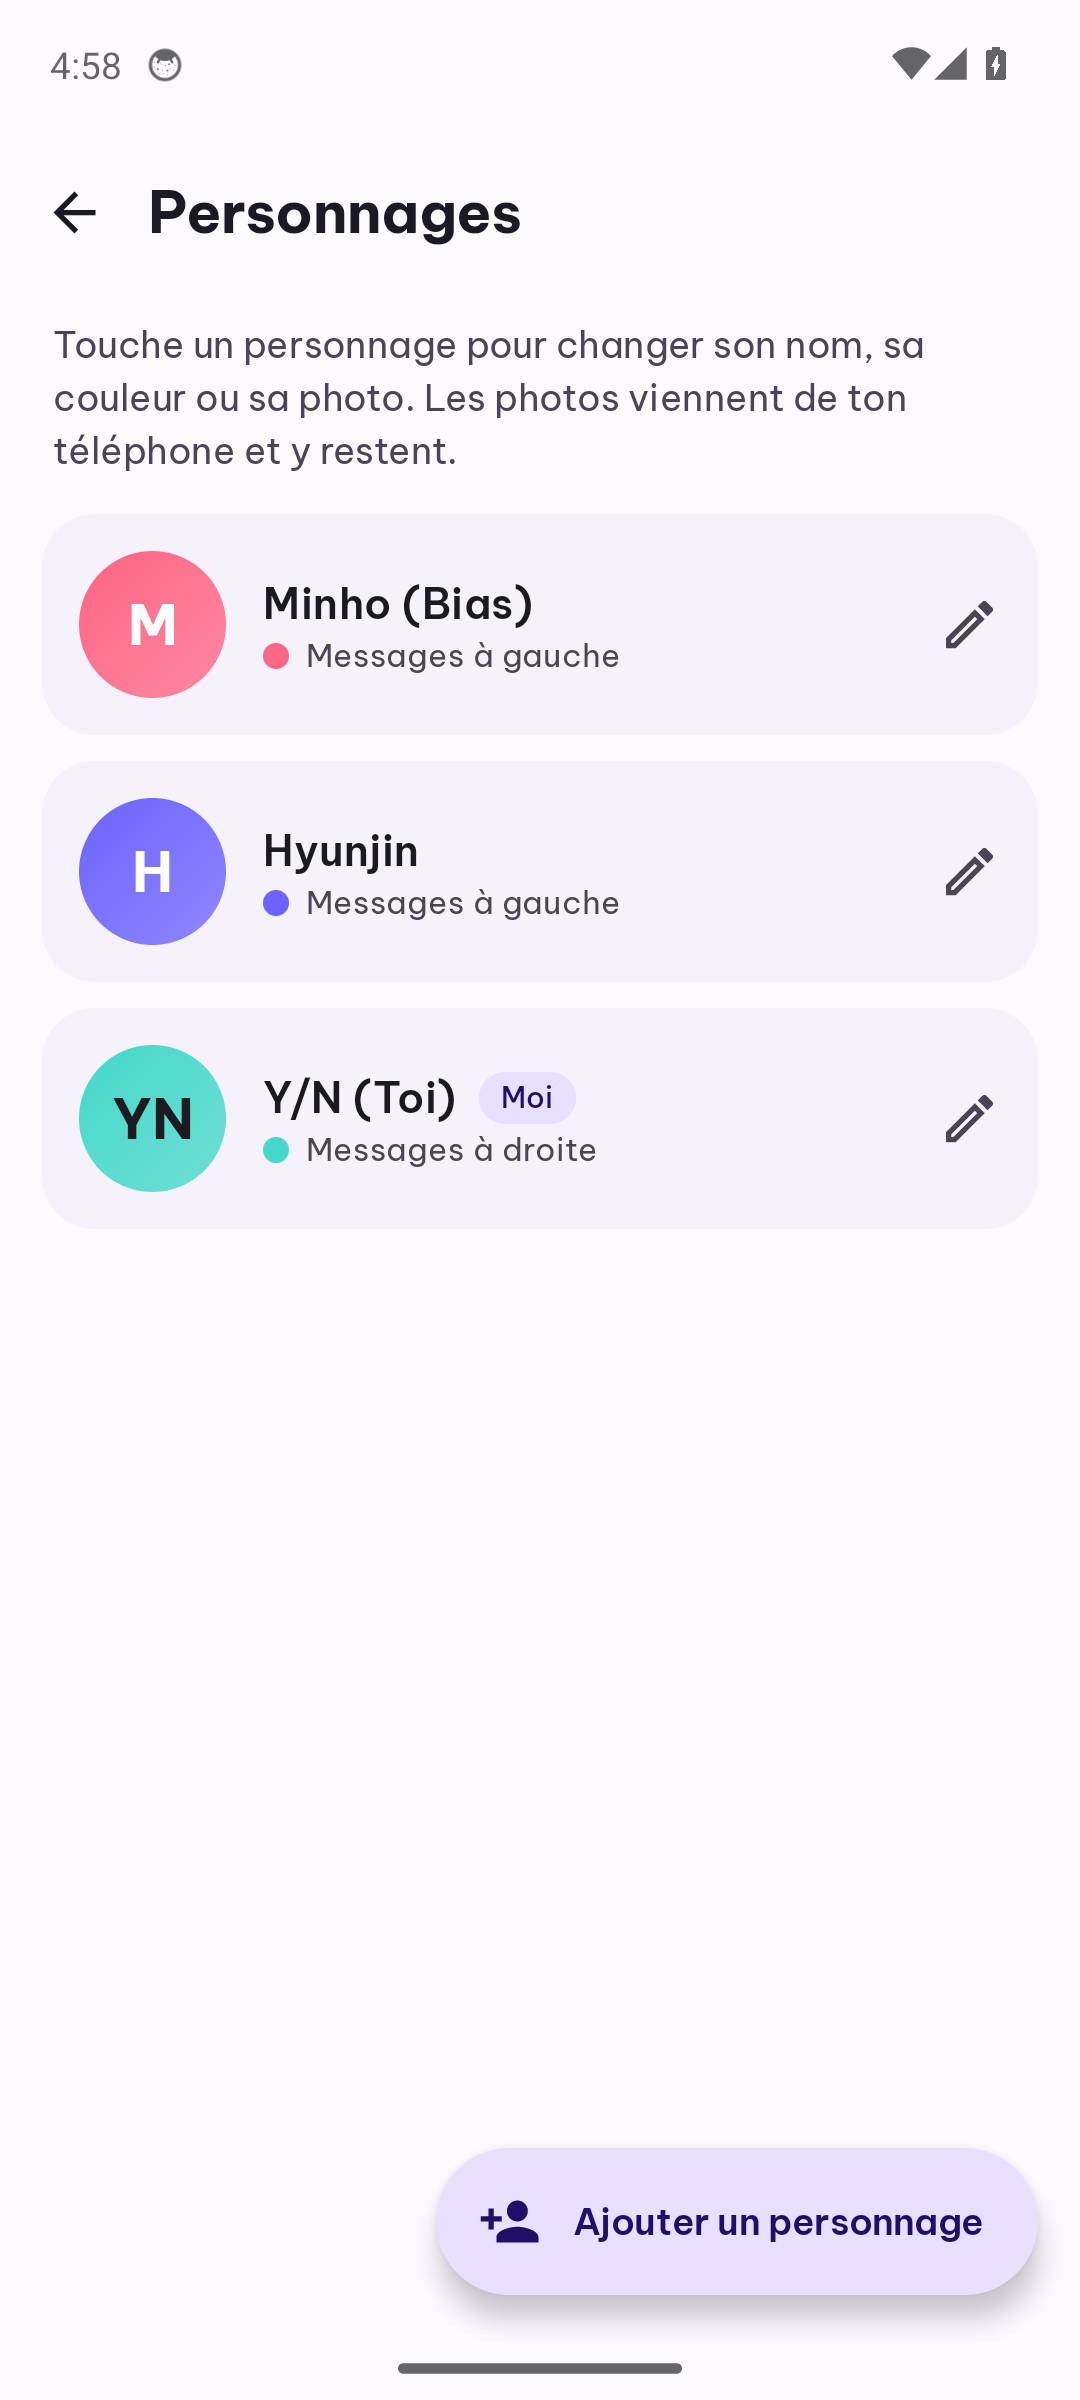 4:58
Personnages
Touche un personnage pour changer son nom, sa
couleur ou sa photo. Les photos viennent de ton
téléphone et y restent.
M
Minho (Bias)
Messages à gauche
H
Hyunjin
Messages à gauche
YN
Y/N (Toi)
Moi
Messages à droite
Ajouter un personnage